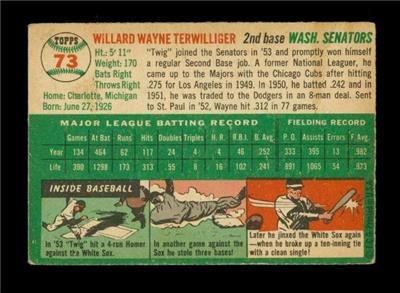 TOPPS
73
WILLARD WAYNE TERWILLIGER 2nd base WASH. SENATORS
Ht.: 5' 11"
Weight: 170
Bats Right
Throws Right
Home: Charlotte, Michigan
Born: June 27, 1926
"Twig" joined the Senators in '53 and promptly won himself
a regular Second Base job. A former National Leaguer, he
came up to the Majors with the Chicago Cubs after hitting
.275 for Los Angeles in 1949. In 1950, he batted .242 and in
1951, he was traded to the Dodgers in an 8-man deal. Sent
to St. Paul in '52, Wayne hit .312 in 77 games.
MAJOR LEAGUE BATTING RECORD FIELDING RECORD
Games At Bat Runs Hits Doubles Triples H. R. R.B.I. B. Avg. P. O. Assists Errors F. Avg.
YEAR 134 464 62 117 24 4 4 46 .252 333 395 13 .982
LIFE 390 1298 173 313 55 8 .241 891 1065 54
INSIDE BASEBALL
In '53 "Twig" hit a 4-run Homer
against the White Sox.
In another game against the
Sox he stole three bases.
Later he jinxed the White Sox again
— when he broke up a ten-inning tie
with a clean single!